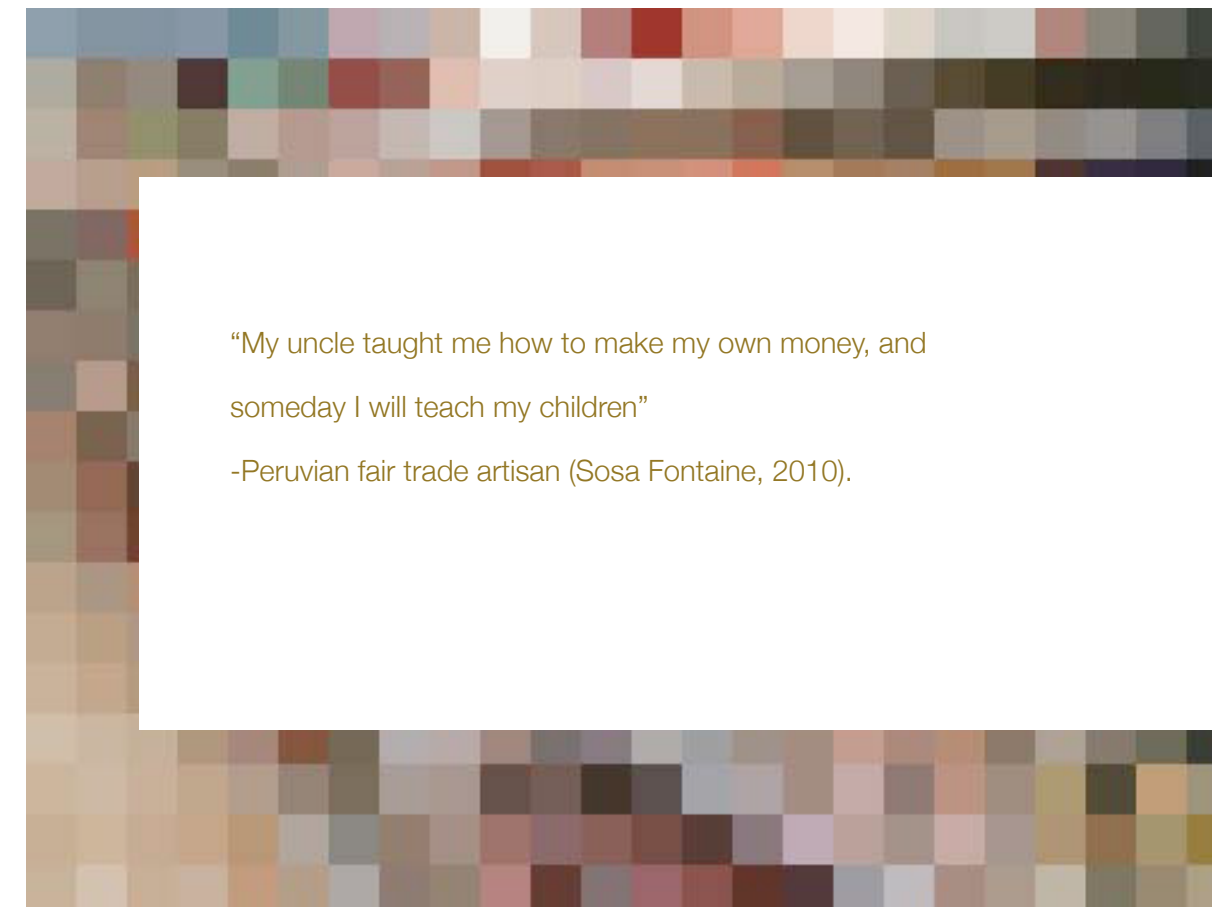 “My uncle taught me how to make my own money, and
someday I will teach my children”
-Peruvian fair trade artisan (Sosa Fontaine, 2010).